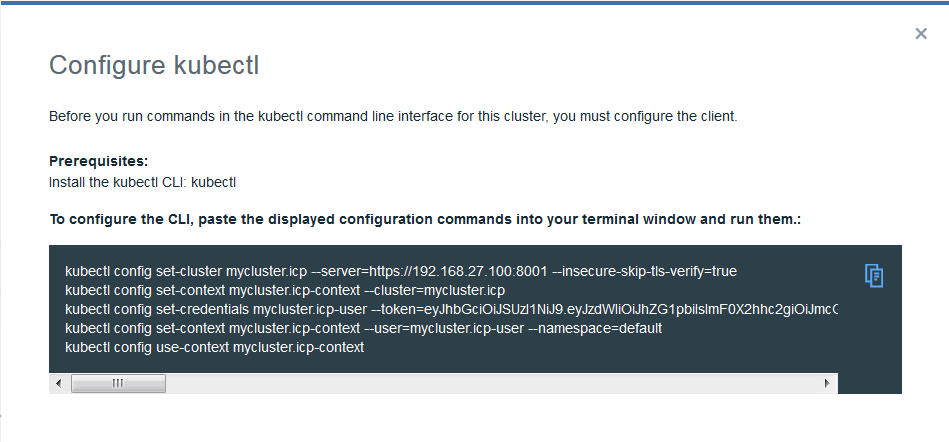 Configure kubectl
Before you run commands in the kubectl command line interface for this cluster, you must configure the client.
Prerequisites:
Install the kubectl CLI: kubectl
To configure the CLI, paste the displayed configuration commands into your terminal window and run them.:
kubectl config set-cluster mycluster.icp --server=https://192.168.27.100:8001 --insecure-skip-tls-verify=true
kubectl config set-context mycluster.icp-context --cluster=mycluster.icp
kubectl config set-credentials mycluster.icp-user --token=eyJhbGciOiJSUzI1NiJ9.eyJzdWIiOiJhZG1pbiIsImF0X2hhc2giOiJmcC
kubectl config set-context mycluster.icp-context --user=mycluster.icp-user --namespace=default
kubectl config use-context mycluster.icp-context